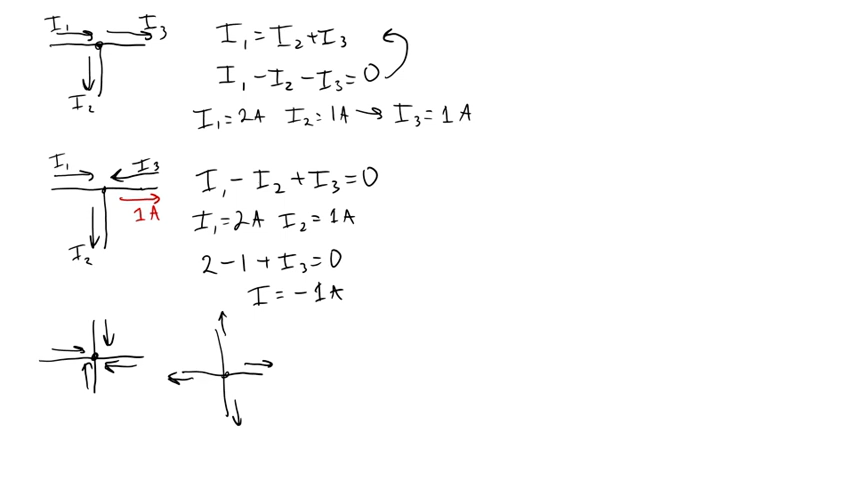 I₁ I₃
I₂
I₁ = I₂ + I₃
I₁ - I₂ - I₃ = 0
I₁ = 2A I₂ = 1A → I₃ = 1A
I₁ I₃
1A
I₂
I₁ - I₂ + I₃ = 0
I₁ = 2A I₂ = 1A
2 - 1 + I₃ = 0
I = -1A